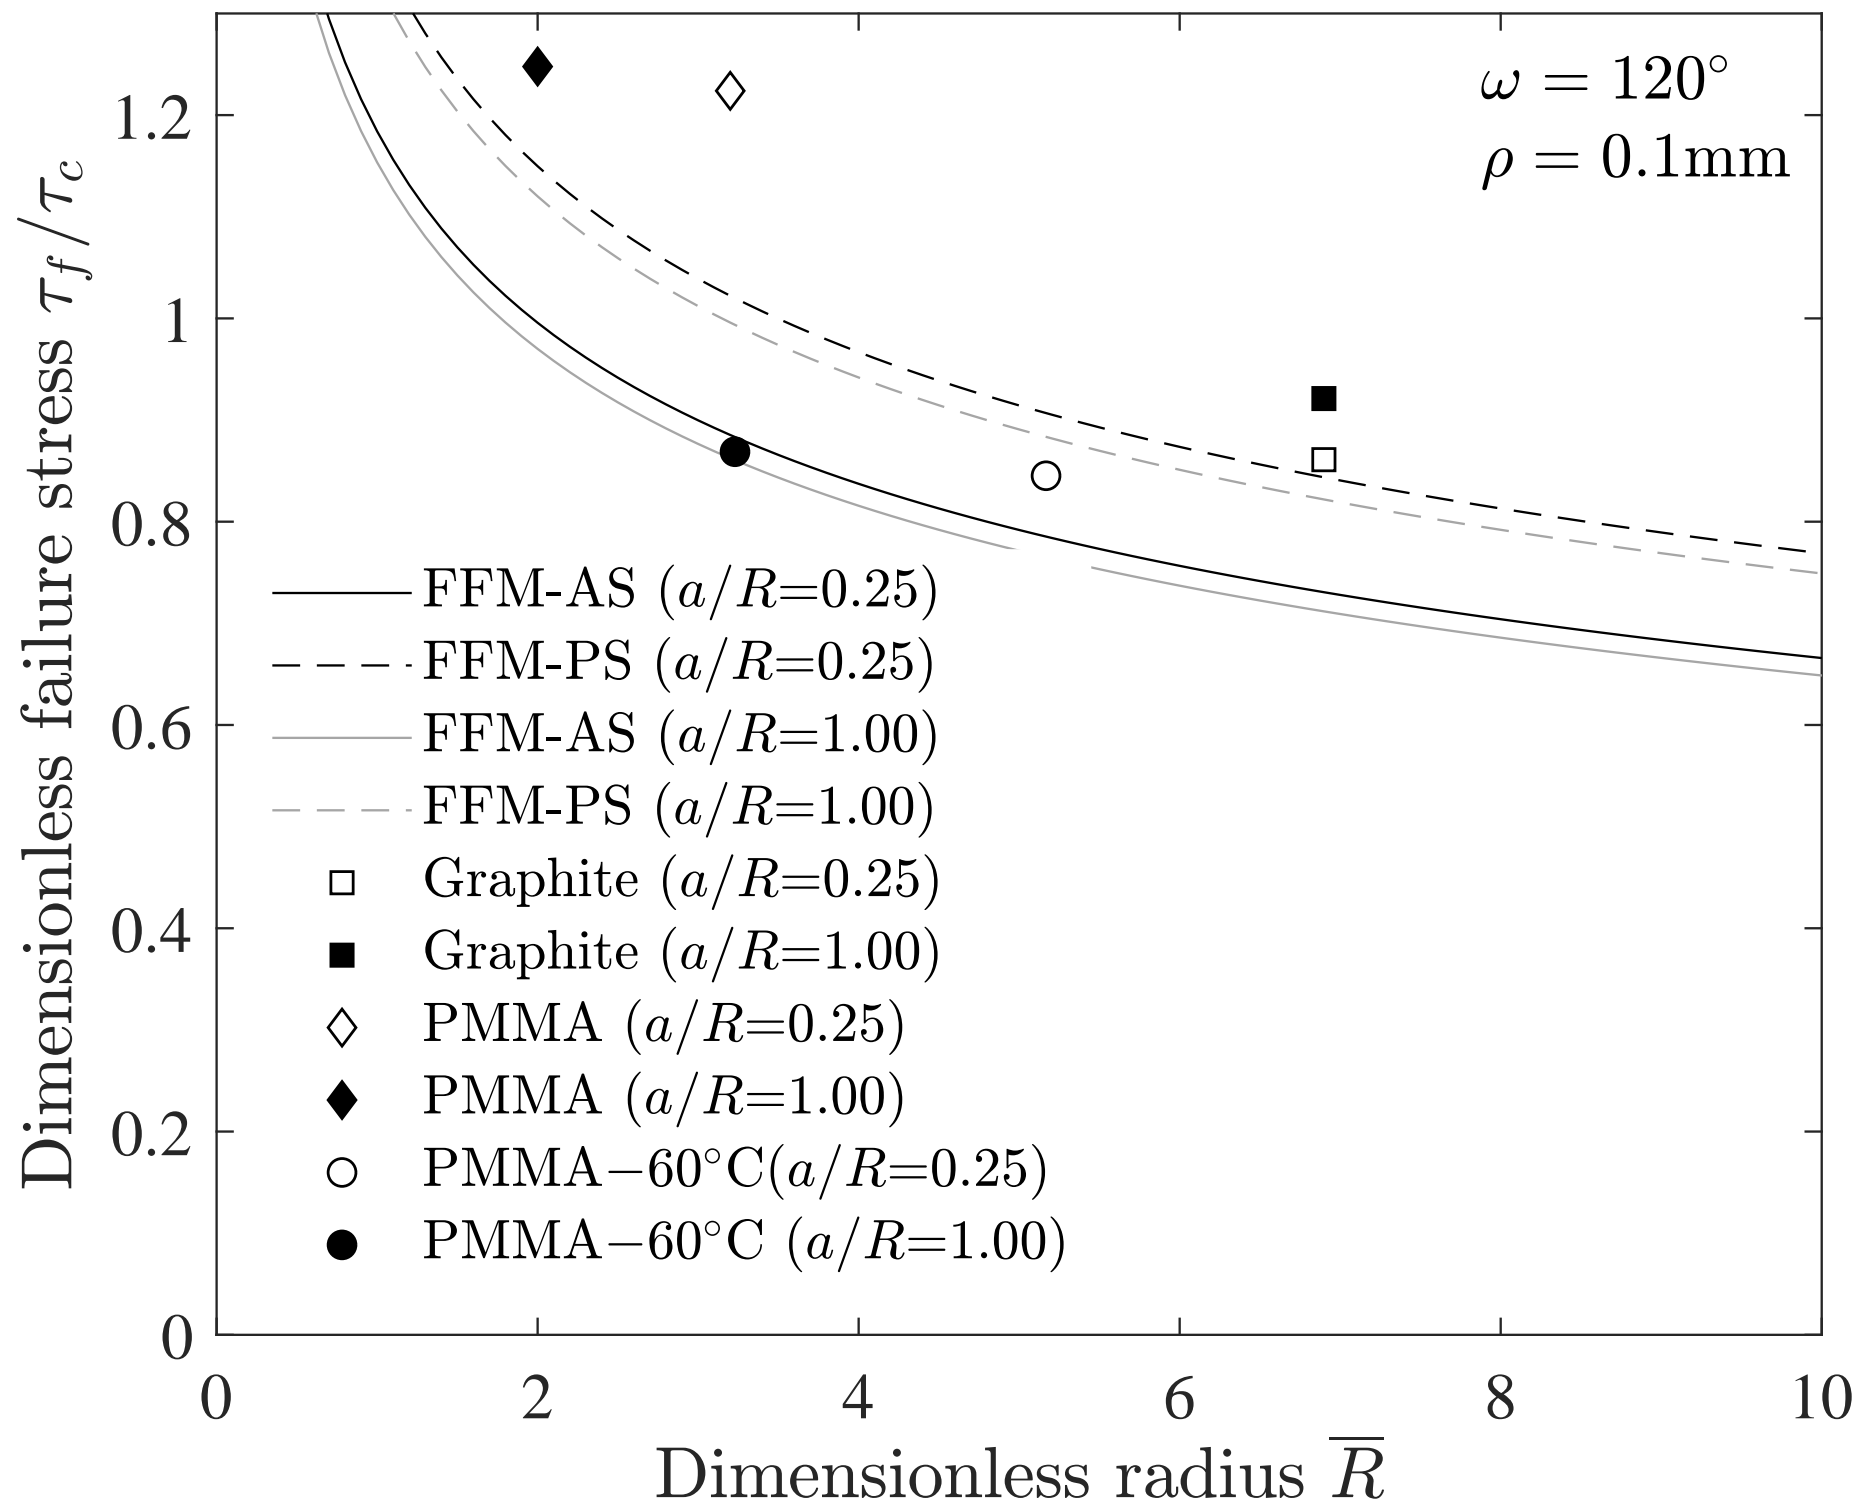 ω = 120°
ρ = 0.1mm
Dimensionless failure stress τ_f/τ_c
1.2
1
0.8
0.6
0.4
0.2
0
FFM-AS (a/R=0.25)
FFM-PS (a/R=0.25)
FFM-AS (a/R=1.00)
FFM-PS (a/R=1.00)
Graphite (a/R=0.25)
Graphite (a/R=1.00)
PMMA (a/R=0.25)
PMMA (a/R=1.00)
PMMA−60°C(a/R=0.25)
PMMA−60°C (a/R=1.00)
0 2 4 6 8 10
Dimensionless radius R̅